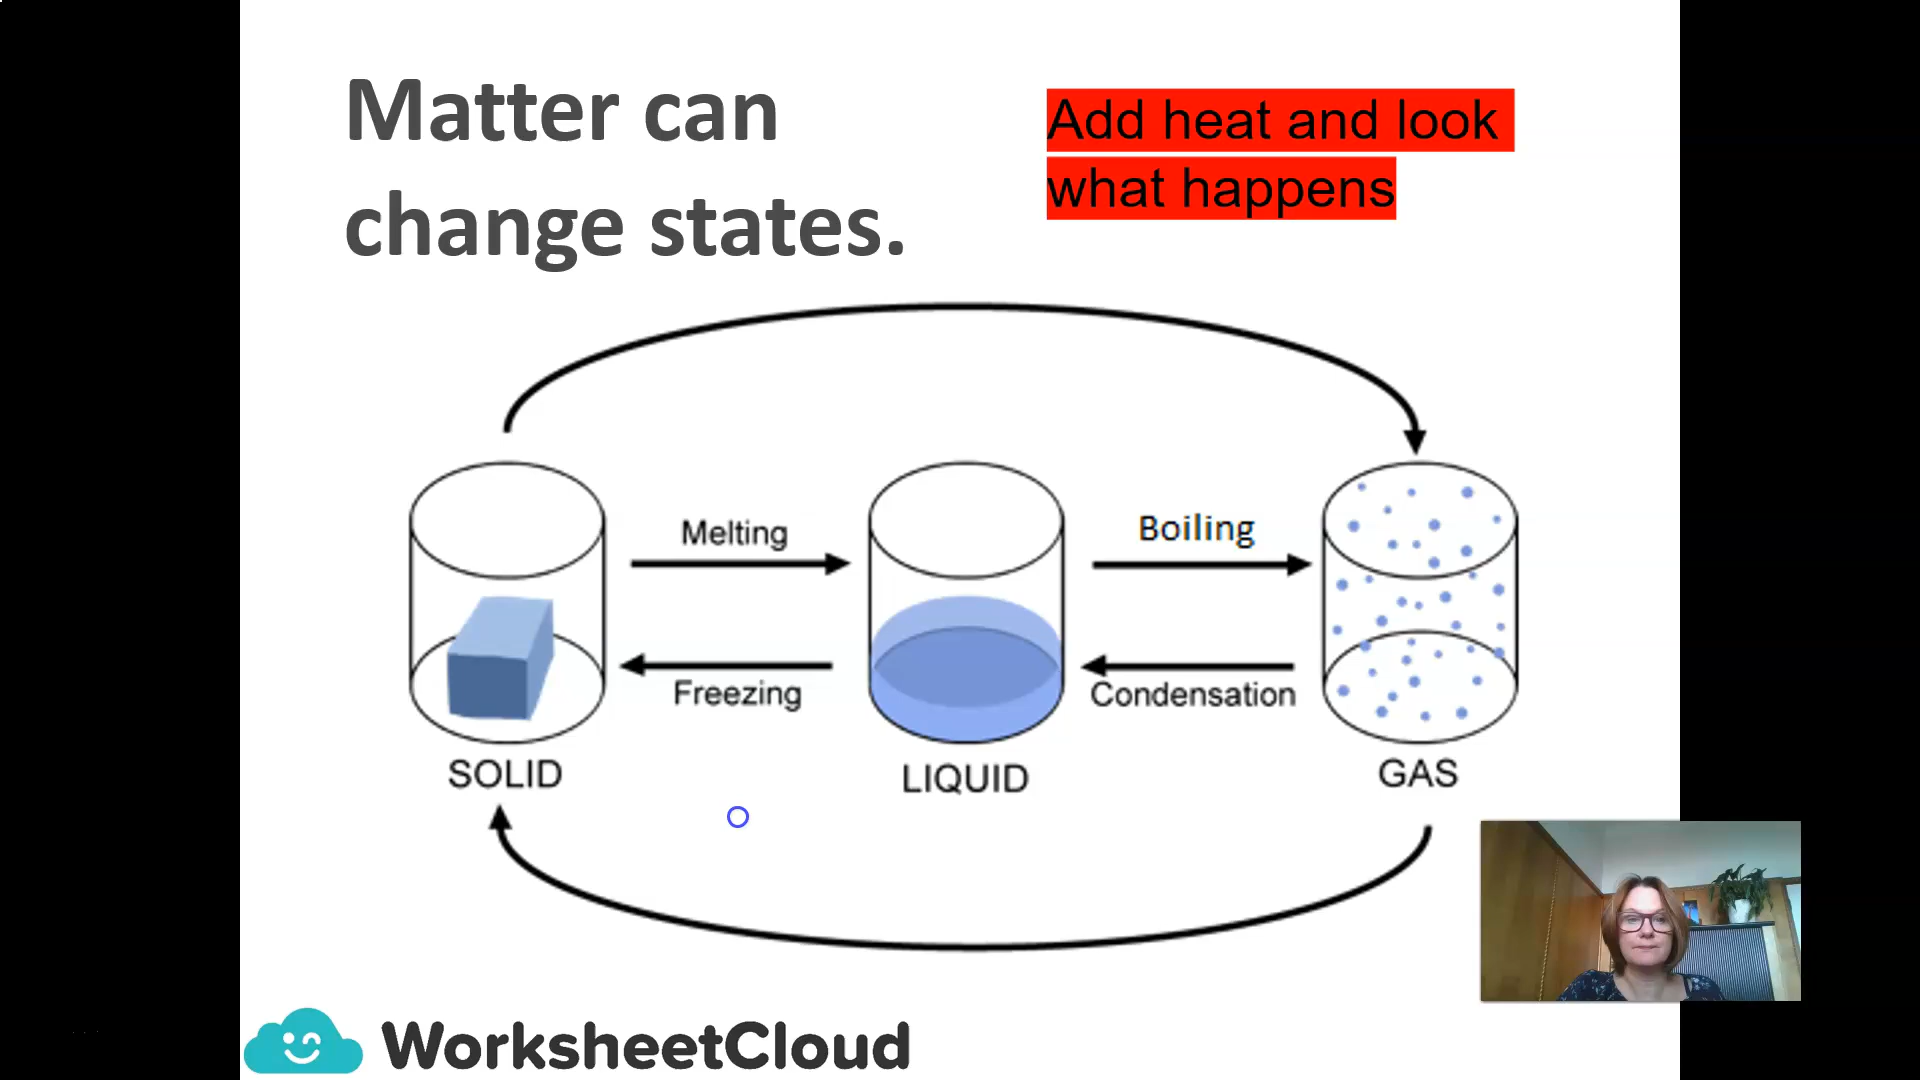 Matter can
change states.
Add heat and look
what happens
Melting
Boiling
Freezing
Condensation
SOLID
LIQUID
GAS
WorksheetCloud